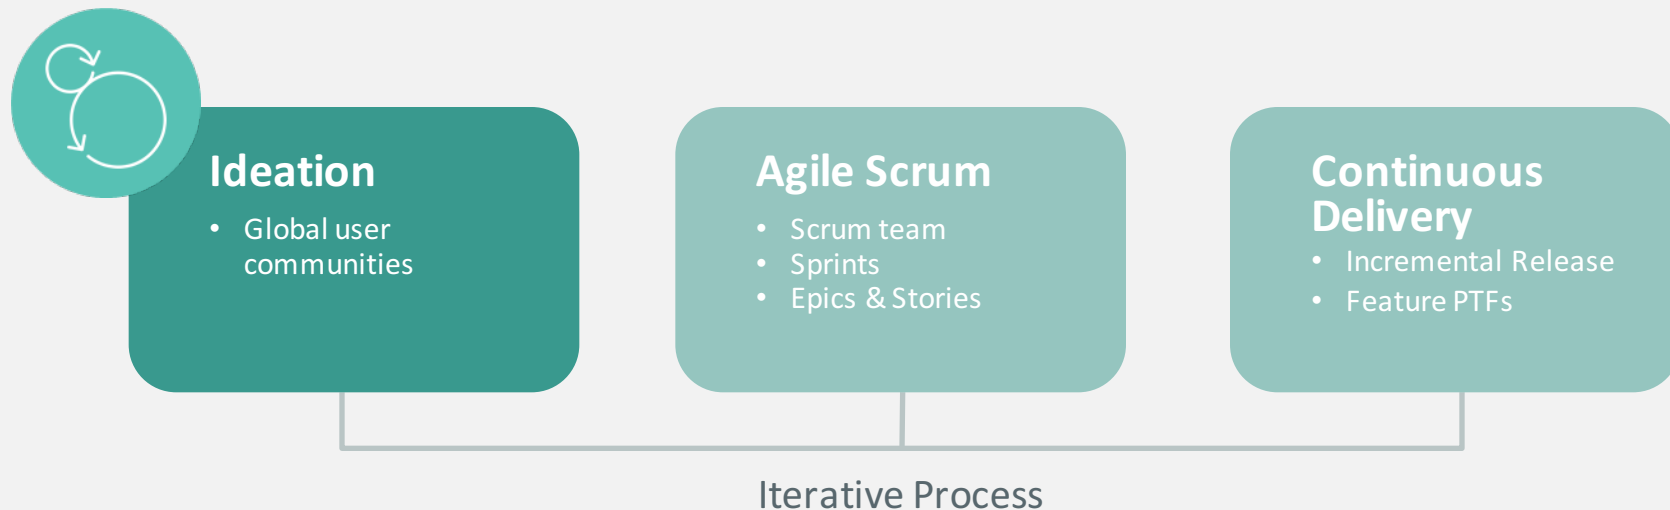 Ideation
• Global user
communities
Agile Scrum
• Scrum team
• Sprints
• Epics & Stories
Continuous
Delivery
• Incremental Release
• Feature PTFs
Iterative Process